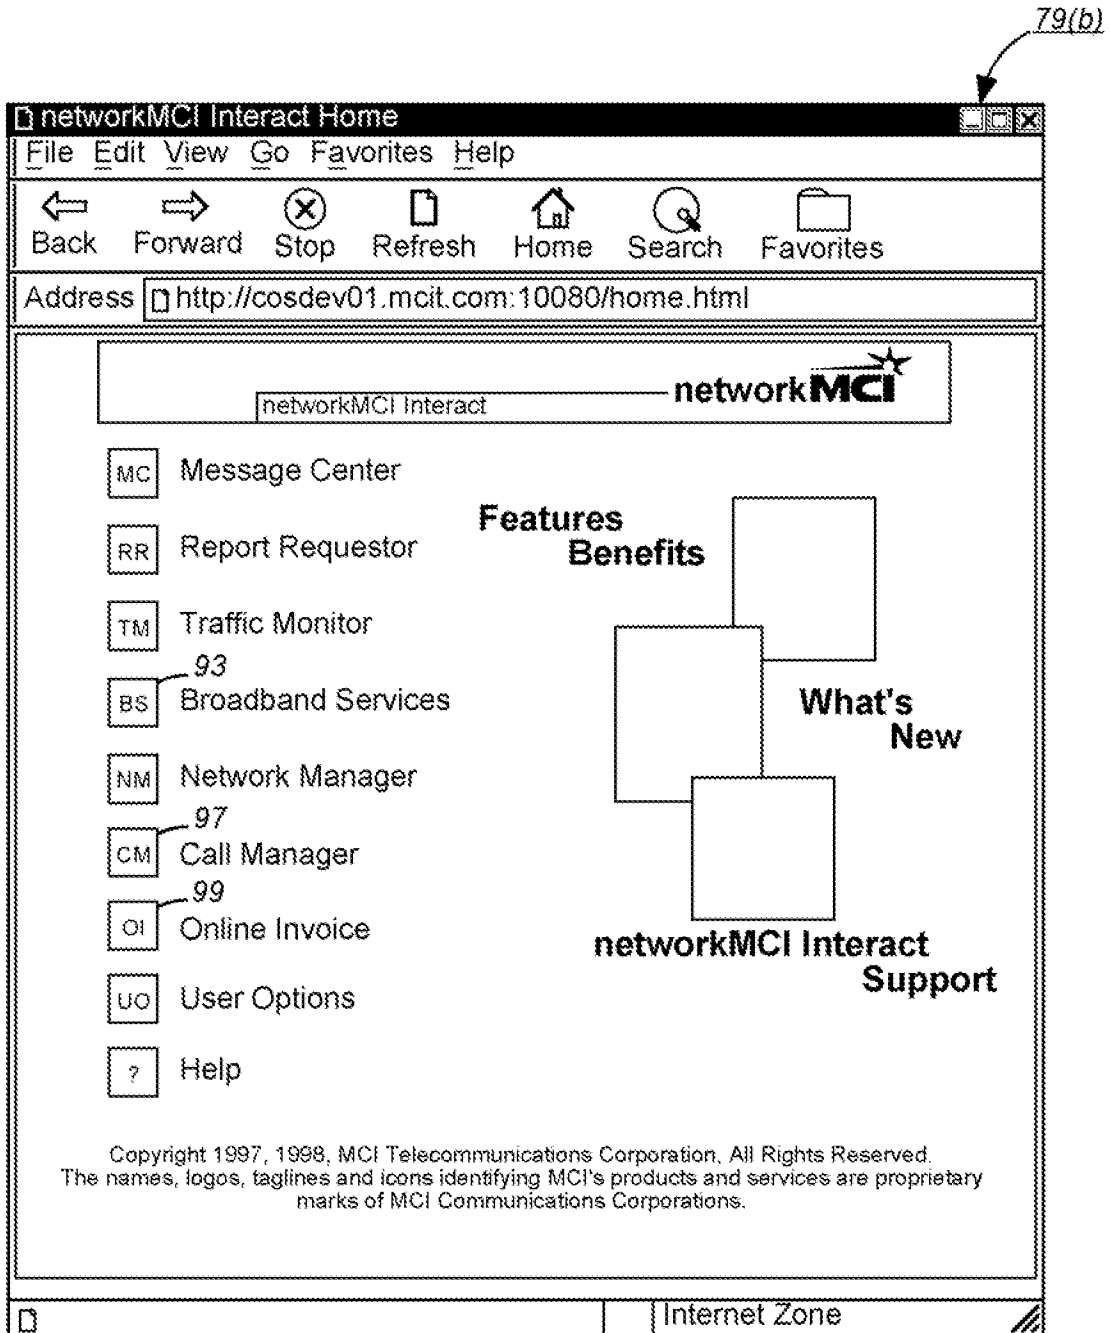 79(b)
networkMCI Interact Home
File Edit View Go Favorites Help
Back Forward Stop Refresh Home Search Favorites
Address http://cosdev01.mcit.com:10080/home.html
networkMCI Interact
networkMCI
MC Message Center
RR Report Requestor
TM Traffic Monitor
93
BS Broadband Services
NM Network Manager
97
CM Call Manager
99
OI Online Invoice
UO User Options
? Help
Features
Benefits
What's
New
networkMCI Interact
Support
Copyright 1997, 1998, MCI Telecommunications Corporation, All Rights Reserved.
The names, logos, taglines and icons identifying MCI's products and services are proprietary
marks of MCI Communications Corporations.
Internet Zone